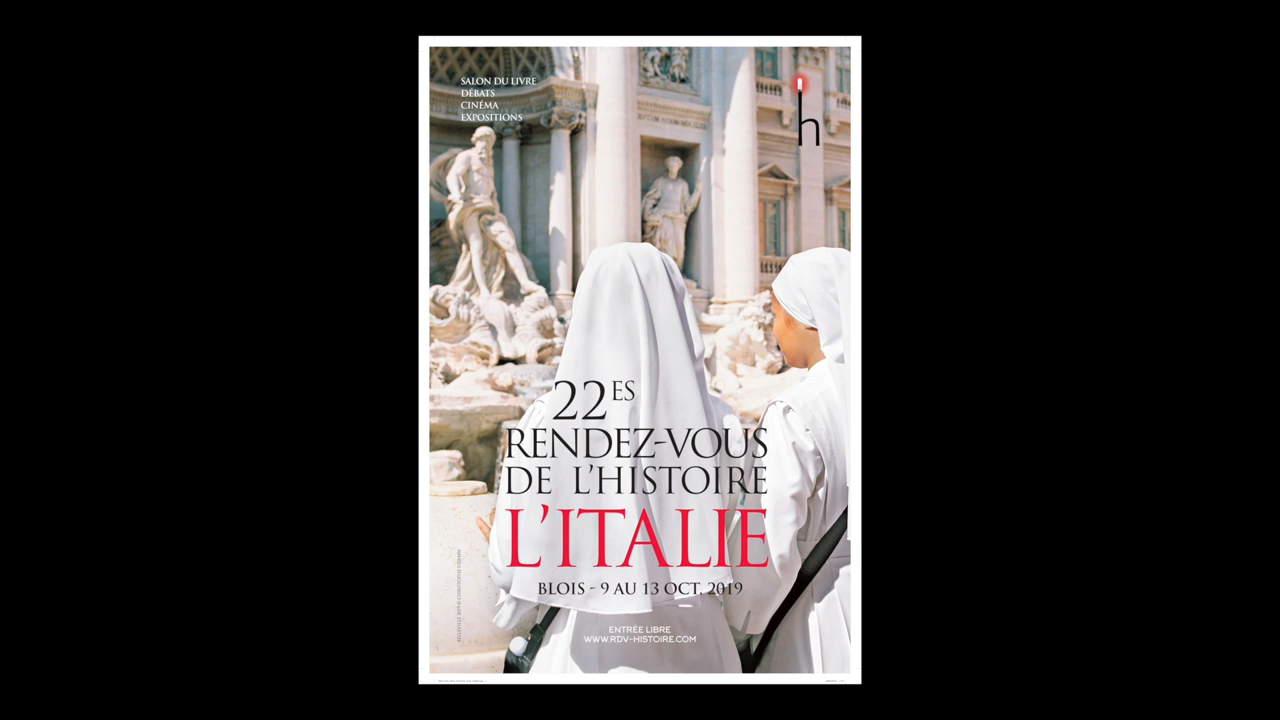 SALON DU LIVRE
DÉBATS
CINÉMA
EXPOSITIONS
h
22ES
RENDEZ-VOUS
DE L'HISTOIRE
L'ITALIE
BLOIS - 9 AU 13 OCT. 2019
ENTRÉE LIBRE
WWW.RDV-HISTOIRE.COM